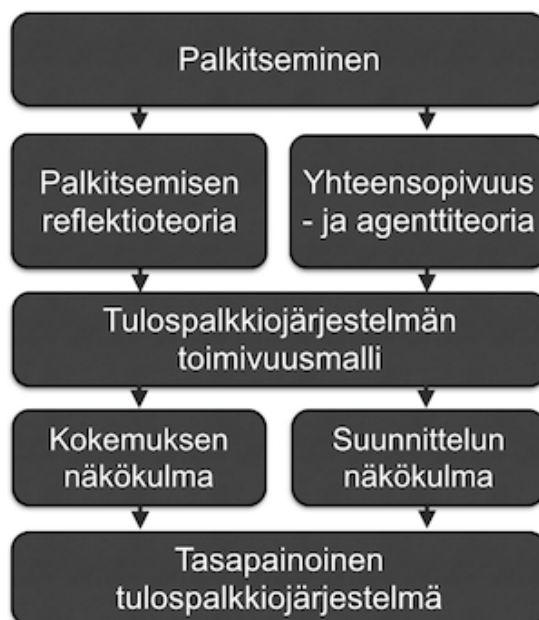 Palkitseminen
Palkitsemisen
reflektioteoria
Yhteensopivuus
- ja agenttiteoria
Tulospalkkiojärjestelmän
toimivuusmalli
Kokemuksen
näkökulma
Suunnittelun
näkökulma
Tasapainoinen
tulospalkkiojärjestelmä